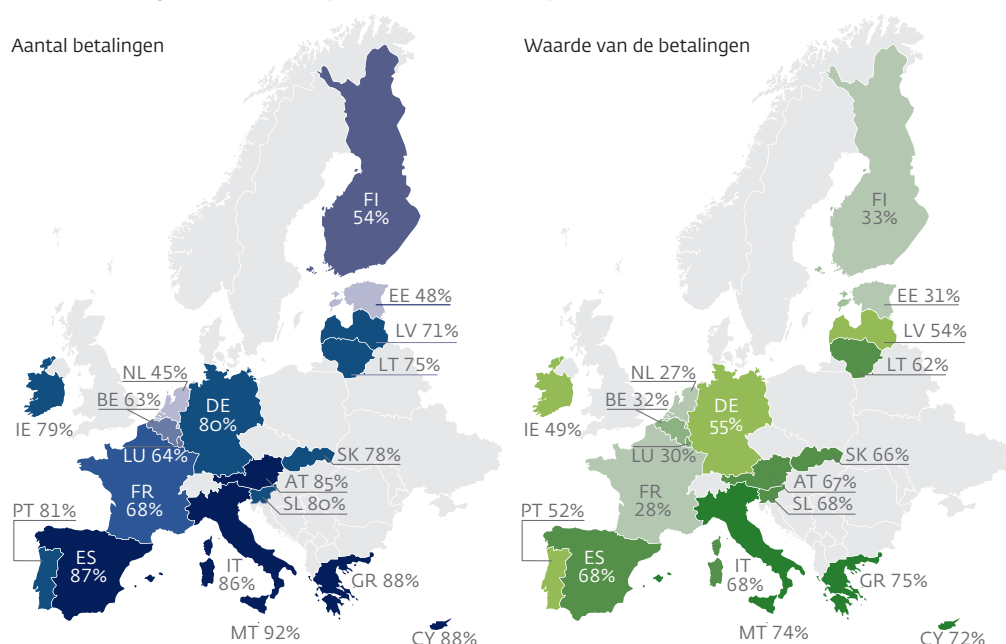 Aantal betalingen
FI
54%
EE 48%
LV 71%
LT 75%
NL 45%
BE 63%
DE
80%
IE 79%
LU 64%
SK 78%
AT 85%
SL 80%
FR
68%
PT 81%
ES
87%
IT
86%
GR 88%
MT 92%
CY 88%
Waarde van de betalingen
FI
33%
EE 31%
LV 54%
LT 62%
NL 27%
BE 32%
DE
55%
IE 49%
LU 30%
SK 66%
AT 67%
SL 68%
FR
28%
PT 52%
ES
68%
IT
68%
GR 75%
MT 74%
CY 72%